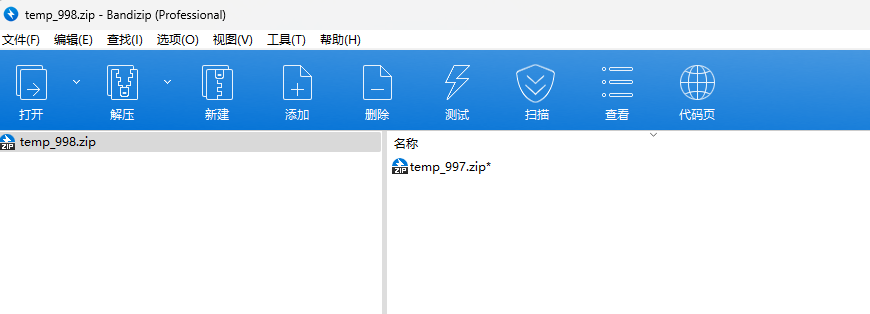 temp_998.zip - Bandizip (Professional)
文件(F) 编辑(E) 查找(I) 选项(O) 视图(V) 工具(T) 帮助(H)
打开 解压 新建 添加 删除 测试 扫描 查看 代码页
ZIP temp_998.zip
名称
ZIP temp_997.zip*